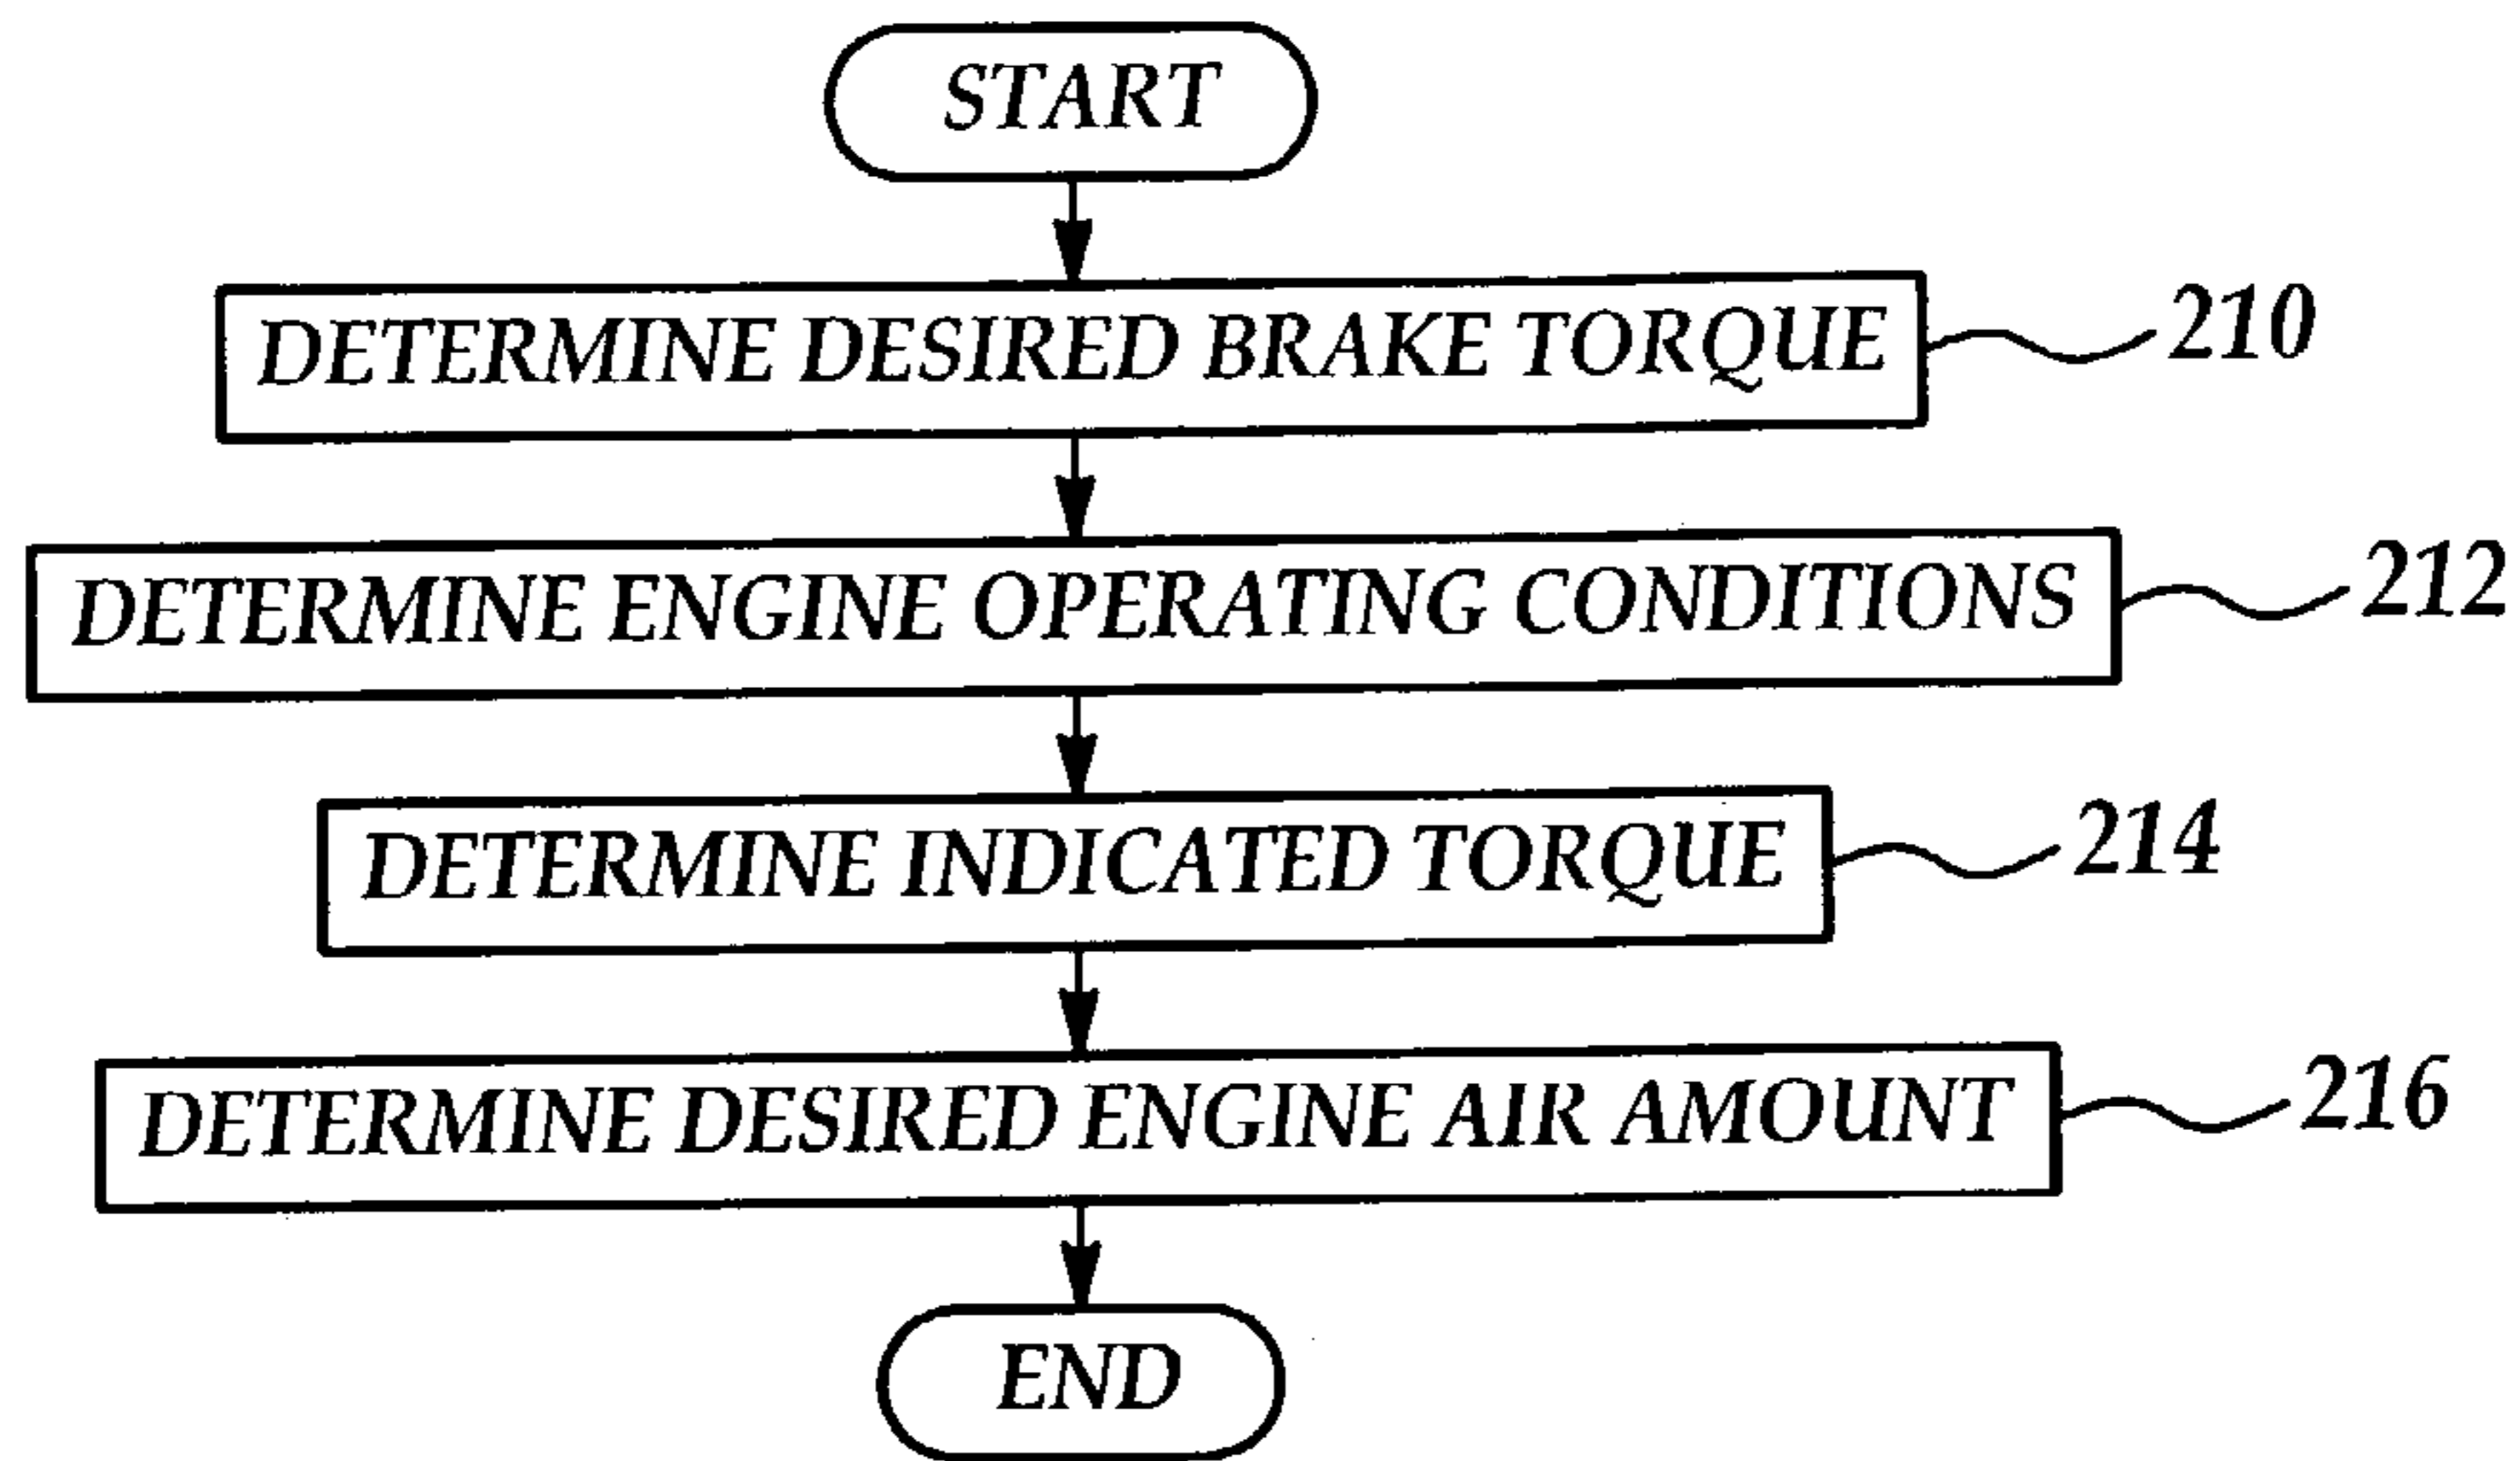 START
DETERMINE DESIRED BRAKE TORQUE 210
DETERMINE ENGINE OPERATING CONDITIONS 212
DETERMINE INDICATED TORQUE 214
DETERMINE DESIRED ENGINE AIR AMOUNT 216
END